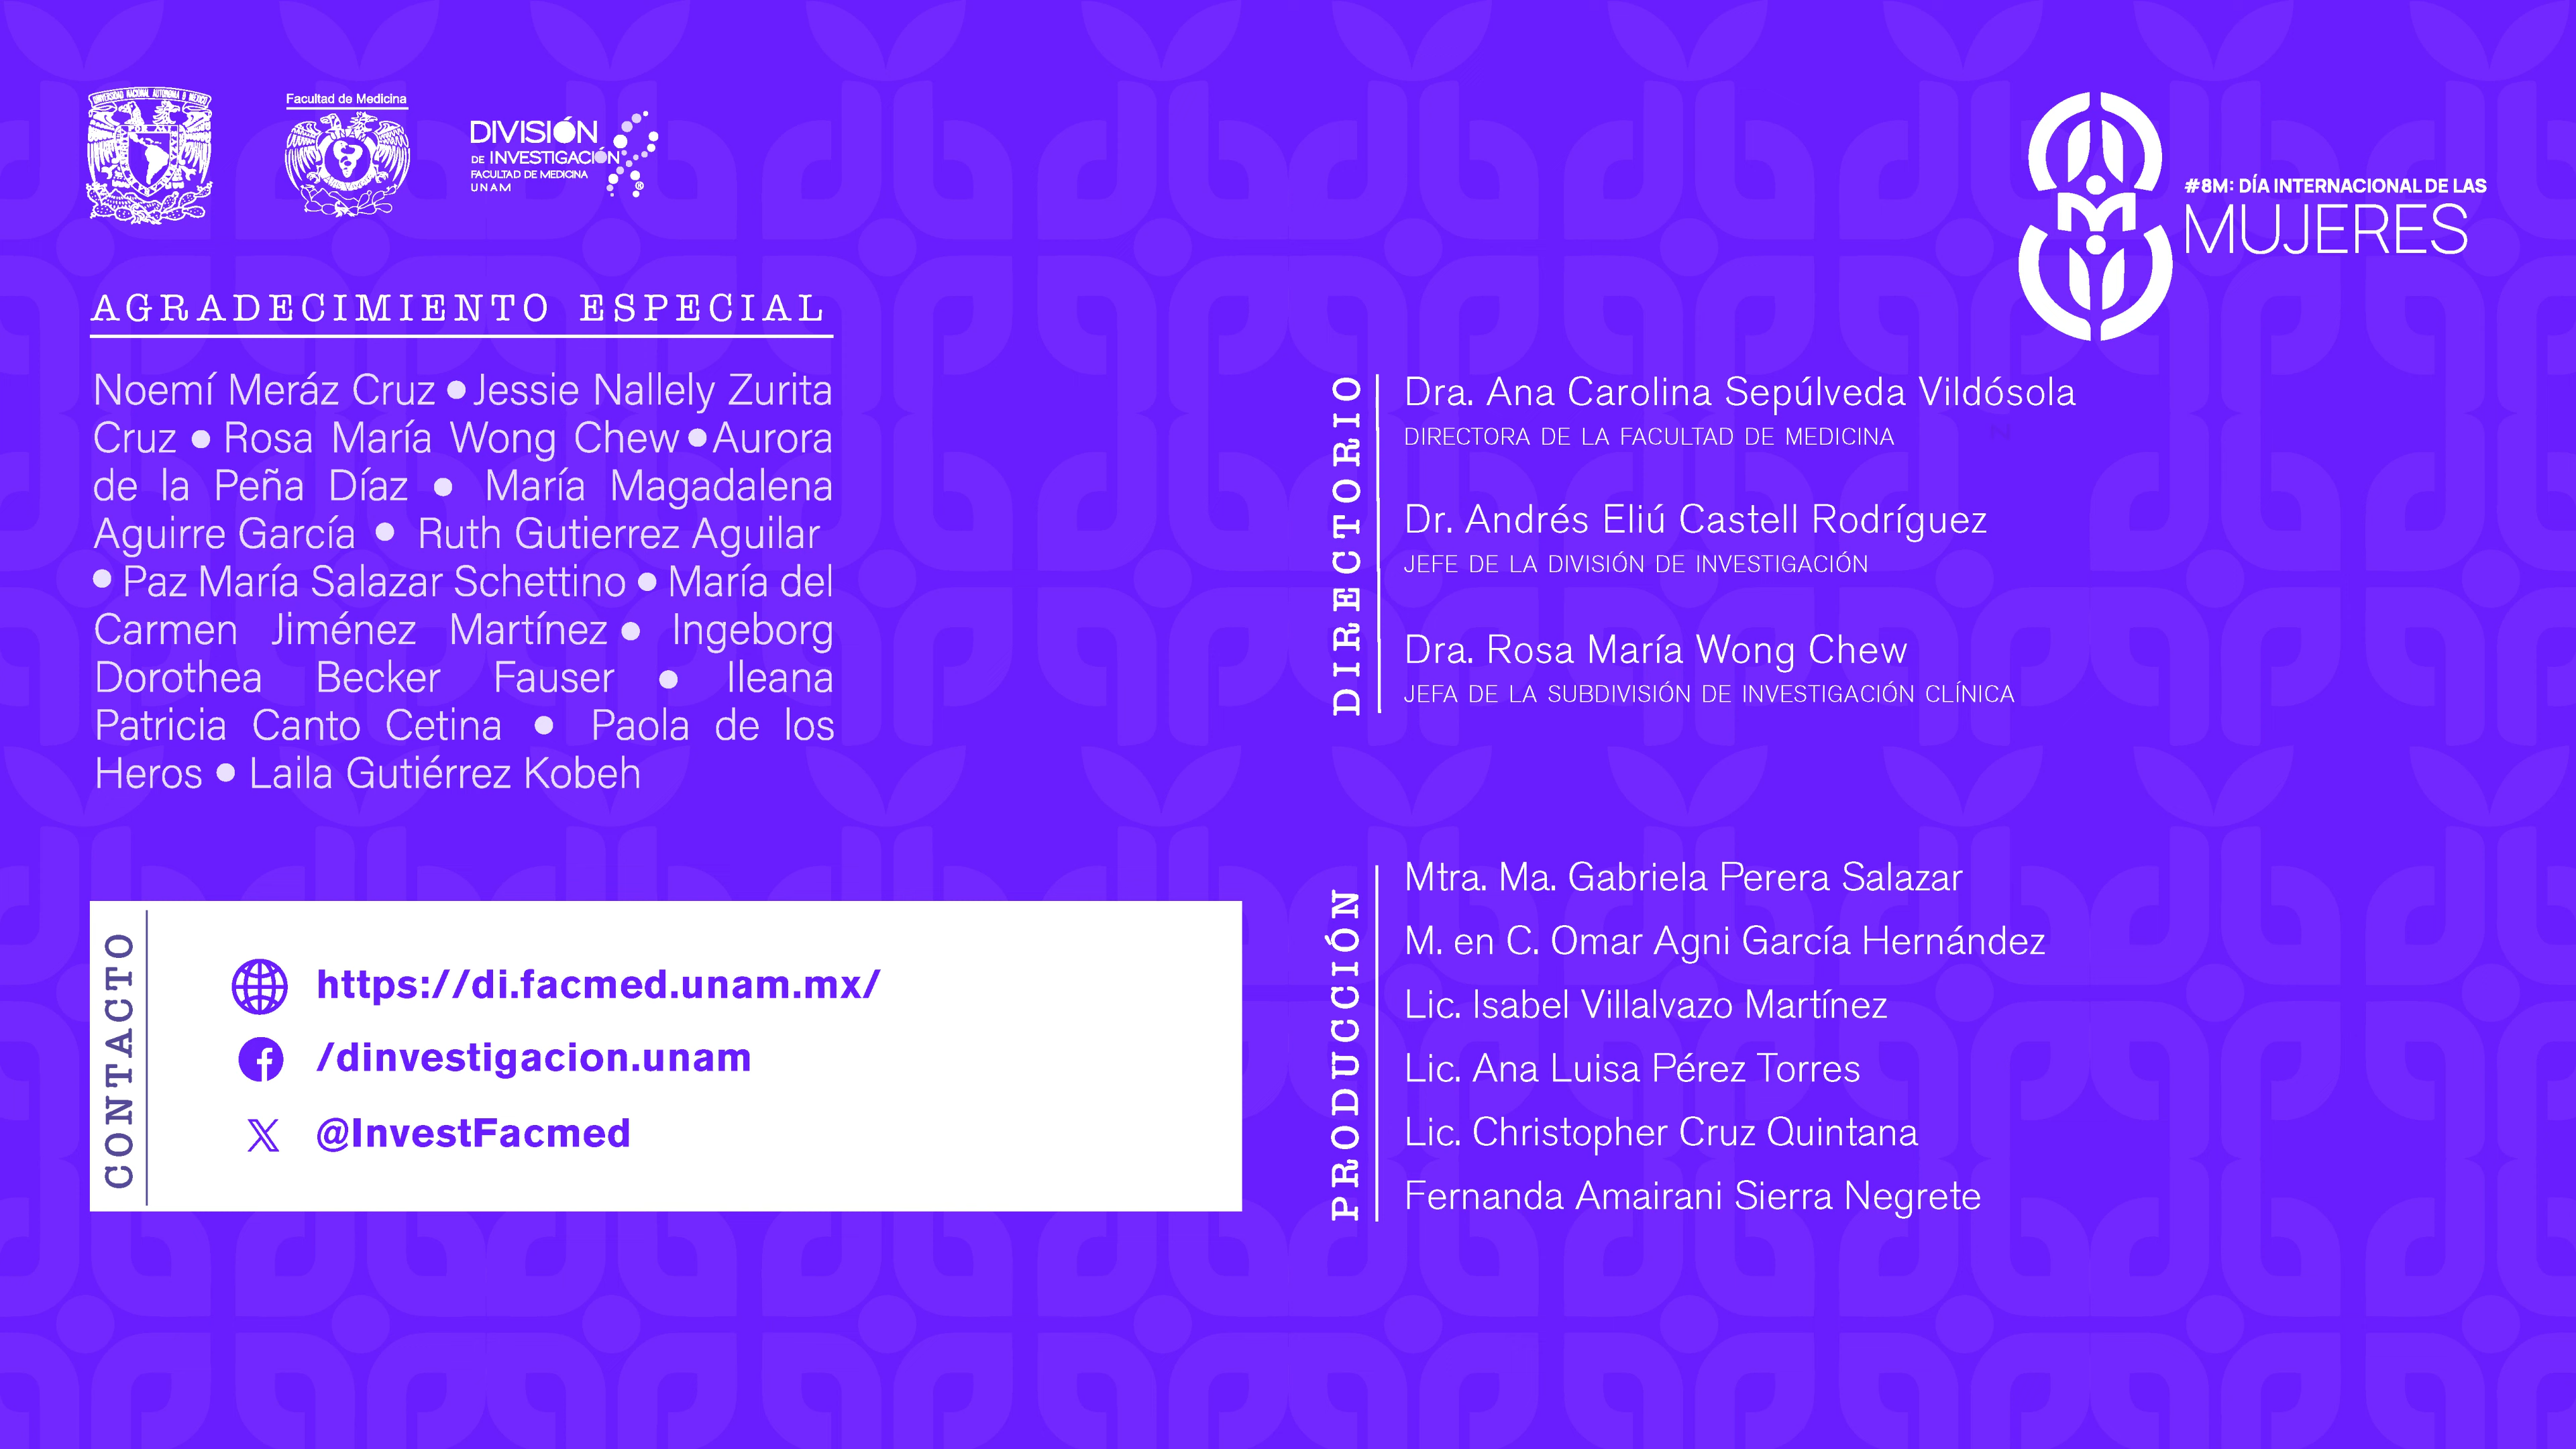 UNIVERSIDAD NACIONAL AUTONOMA D MEXICO
Facultad de Medicina
DIVISIÓN
DE INVESTIGACIÓN
FACULTAD DE MEDICINA
UNAM
#8M: DÍA INTERNACIONAL DE LAS
MUJERES
AGRADECIMIENTO ESPECIAL
Noemí Meráz Cruz • Jessie Nallely Zurita
Cruz • Rosa María Wong Chew • Aurora
de la Peña Díaz • María Magadalena
Aguirre García • Ruth Gutierrez Aguilar
• Paz María Salazar Schettino • María del
Carmen Jiménez Martínez • Ingeborg
Dorothea Becker Fauser • Ileana
Patricia Canto Cetina • Paola de los
Heros • Laila Gutiérrez Kobeh
CONTACTO
https://di.facmed.unam.mx/
/dinvestigacion.unam
@InvestFacmed
DIRECTORIO
Dra. Ana Carolina Sepúlveda Vildósola
DIRECTORA DE LA FACULTAD DE MEDICINA
Dr. Andrés Eliú Castell Rodríguez
JEFE DE LA DIVISIÓN DE INVESTIGACIÓN
Dra. Rosa María Wong Chew
JEFA DE LA SUBDIVISIÓN DE INVESTIGACIÓN CLÍNICA
PRODUCCIÓN
Mtra. Ma. Gabriela Perera Salazar
M. en C. Omar Agni García Hernández
Lic. Isabel Villalvazo Martínez
Lic. Ana Luisa Pérez Torres
Lic. Christopher Cruz Quintana
Fernanda Amairani Sierra Negrete